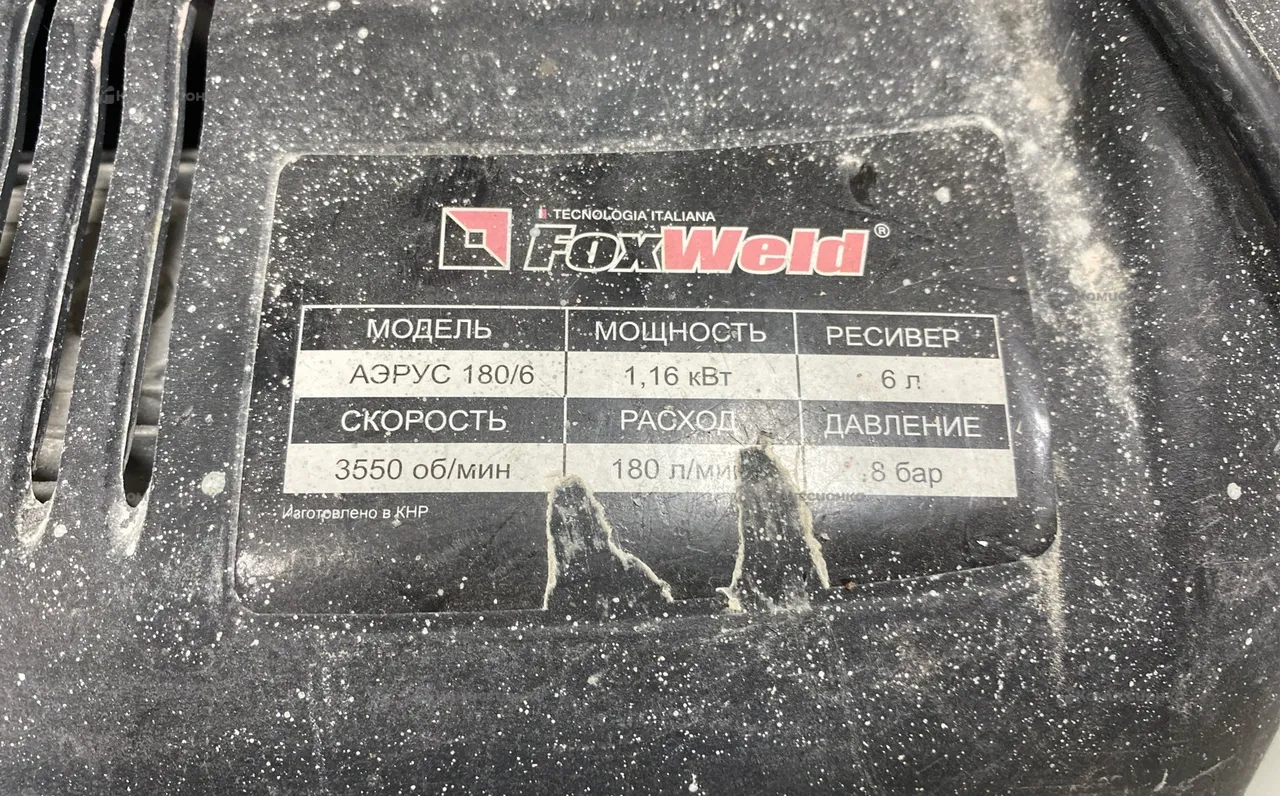 TECNOLOGIA ITALIANA
FoxWeld®
МОДЕЛЬ МОЩНОСТЬ РЕСИВЕР
АЭРУС 180/6 1,16 кВт 6 л
СКОРОСТЬ РАСХОД ДАВЛЕНИЕ
3550 об/мин 180 л/мин 8 бар
Изготовлено в КНР